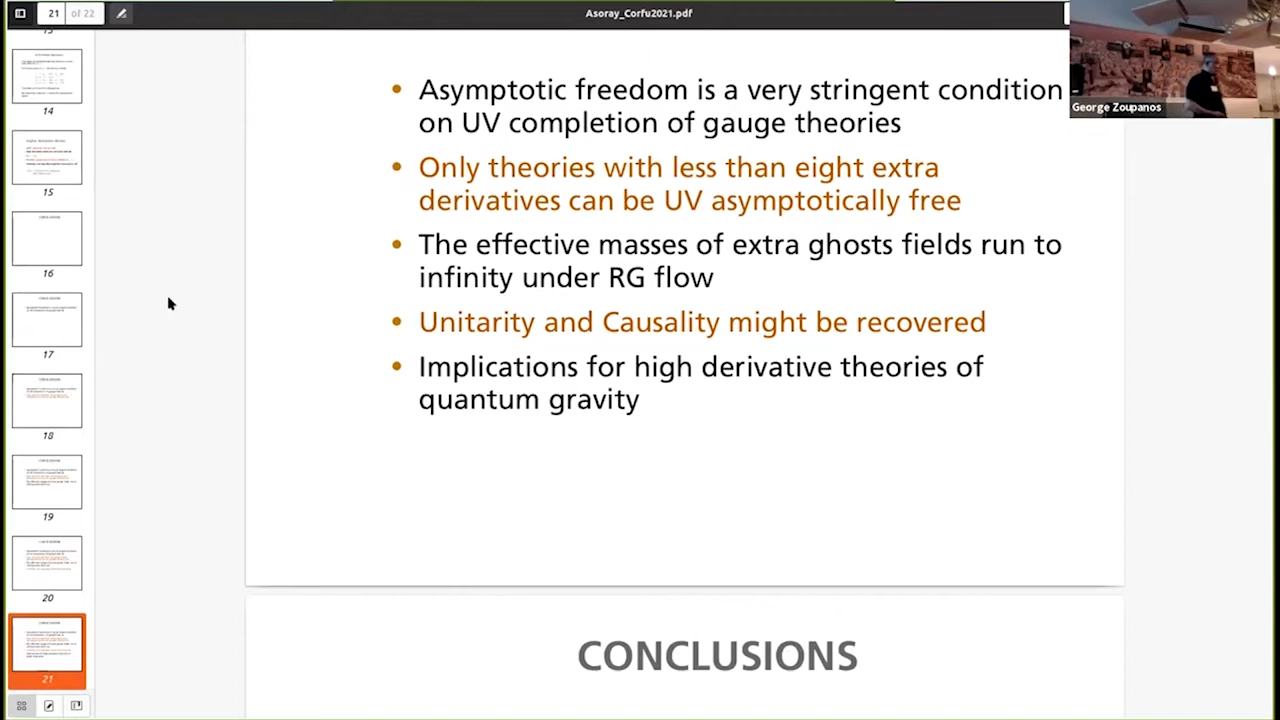 21 of 22
Asoray_Corfu2021.pdf
George Zoupanos
• Asymptotic freedom is a very stringent condition
on UV completion of gauge theories
• Only theories with less than eight extra
derivatives can be UV asymptotically free
• The effective masses of extra ghosts fields run to
infinity under RG flow
• Unitarity and Causality might be recovered
• Implications for high derivative theories of
quantum gravity
CONCLUSIONS
14
15
16
17
18
19
20
21